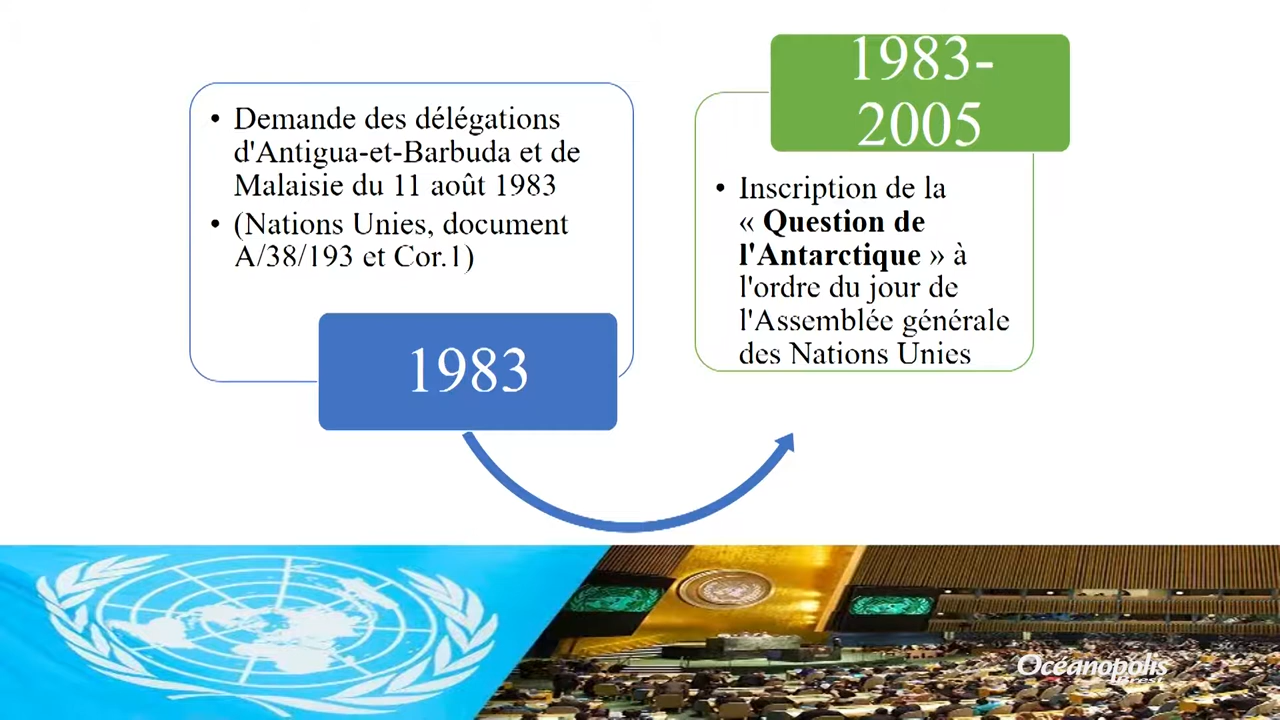 • Demande des délégations
d'Antigua-et-Barbuda et de
Malaisie du 11 août 1983
• (Nations Unies, document
A/38/193 et Cor.1)
1983
1983-
2005
• Inscription de la
« Question de
l'Antarctique » à
l'ordre du jour de
l'Assemblée générale
des Nations Unies
Océanopolis
Brest